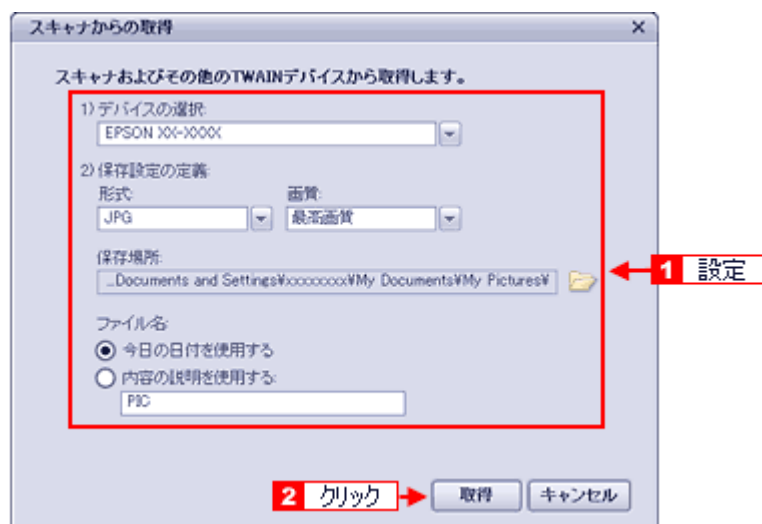 スキャナからの取得
スキャナおよびその他のTWAINデバイスから取得します。
1)デバイスの選択:
EPSON XX-XXXX
2)保存設定の定義:
形式: 画質:
JPG 最高画質
保存場所:
...Documents and Settings¥xxxxxxxx¥My Documents¥My Pictures¥
1 設定
ファイル名:
今日の日付を使用する
内容の説明を使用する:
PIC
2 クリック 取得 キャンセル